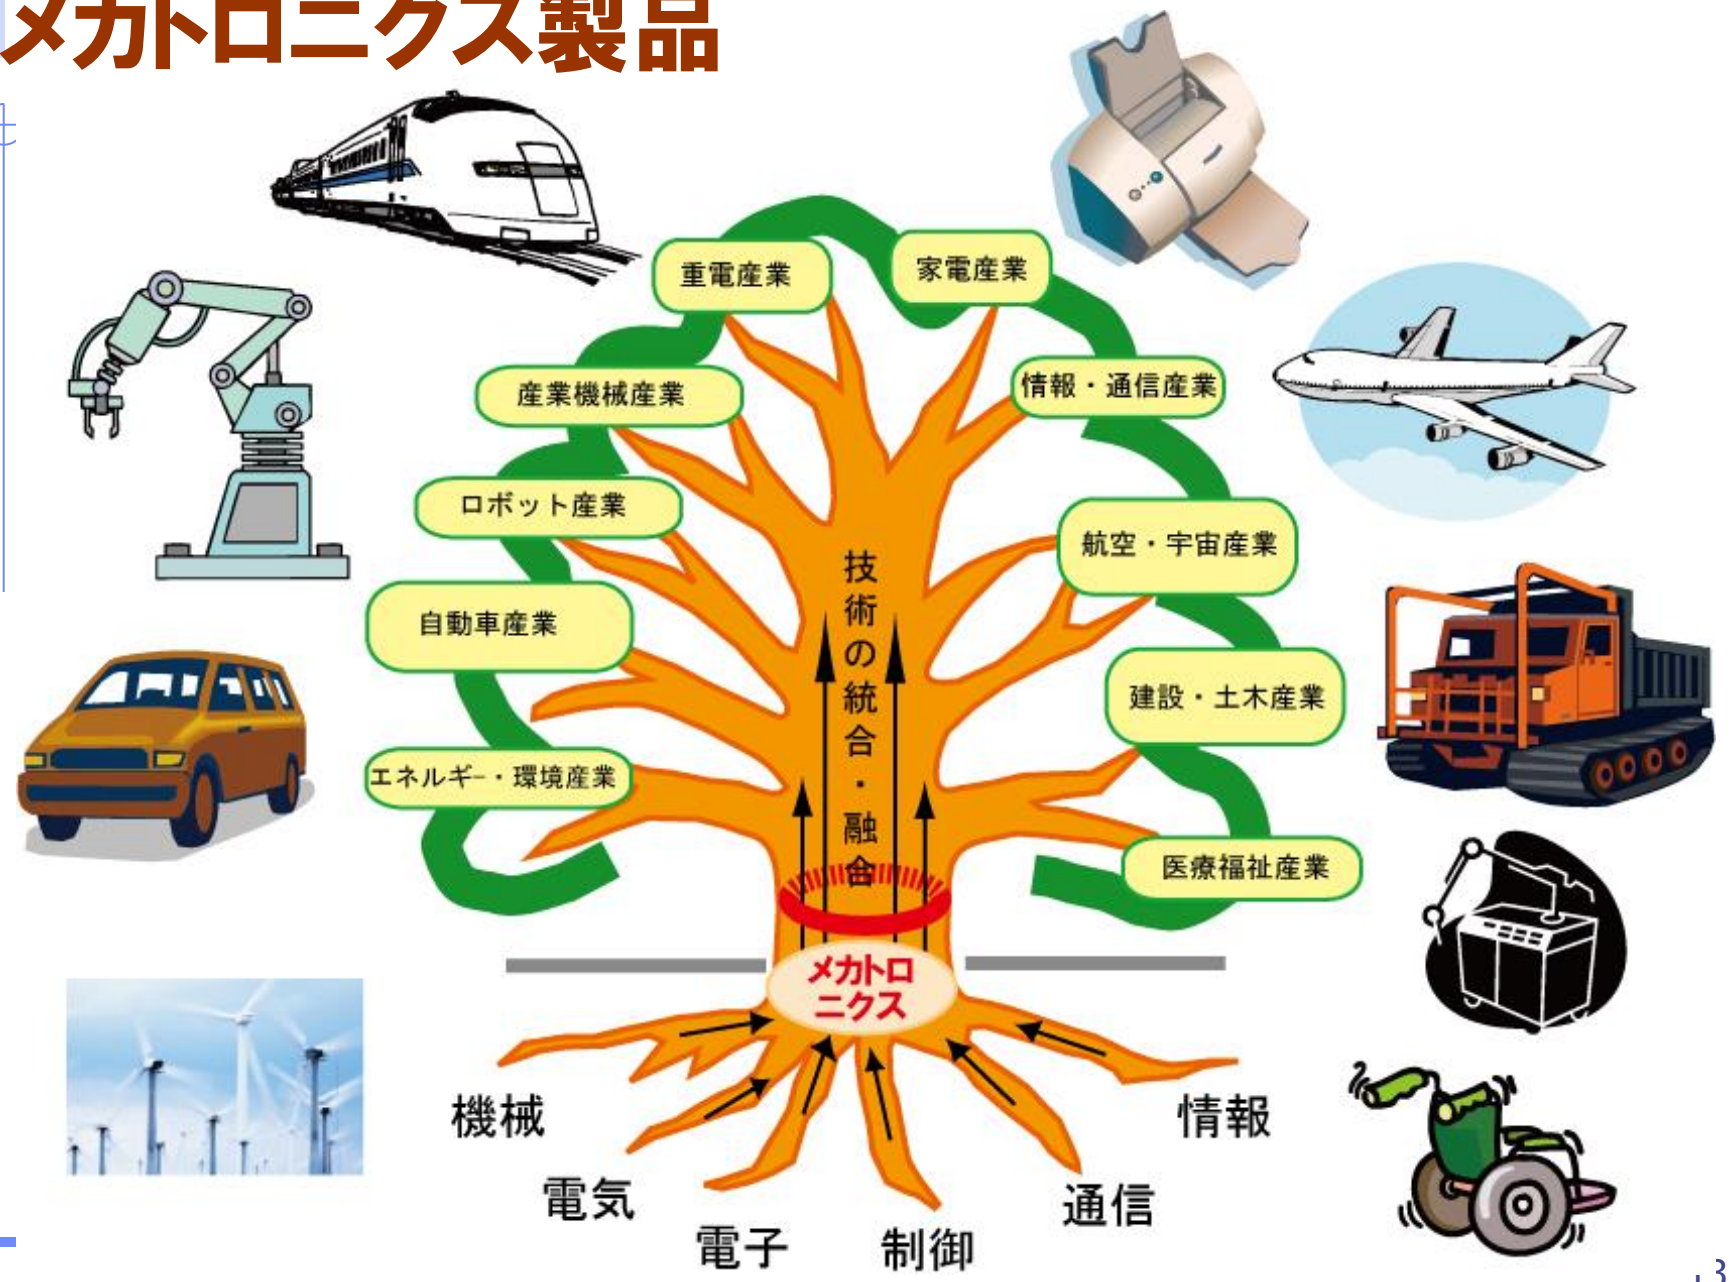 メカトロニクス製品
重電産業
家電産業
産業機械産業
情報・通信産業
ロボット産業
航空・宇宙産業
自動車産業
建設・土木産業
エネルギー・環境産業
医療福祉産業
技術の統合・融合
メカトロ
ニクス
機械
電気
電子
制御
通信
情報